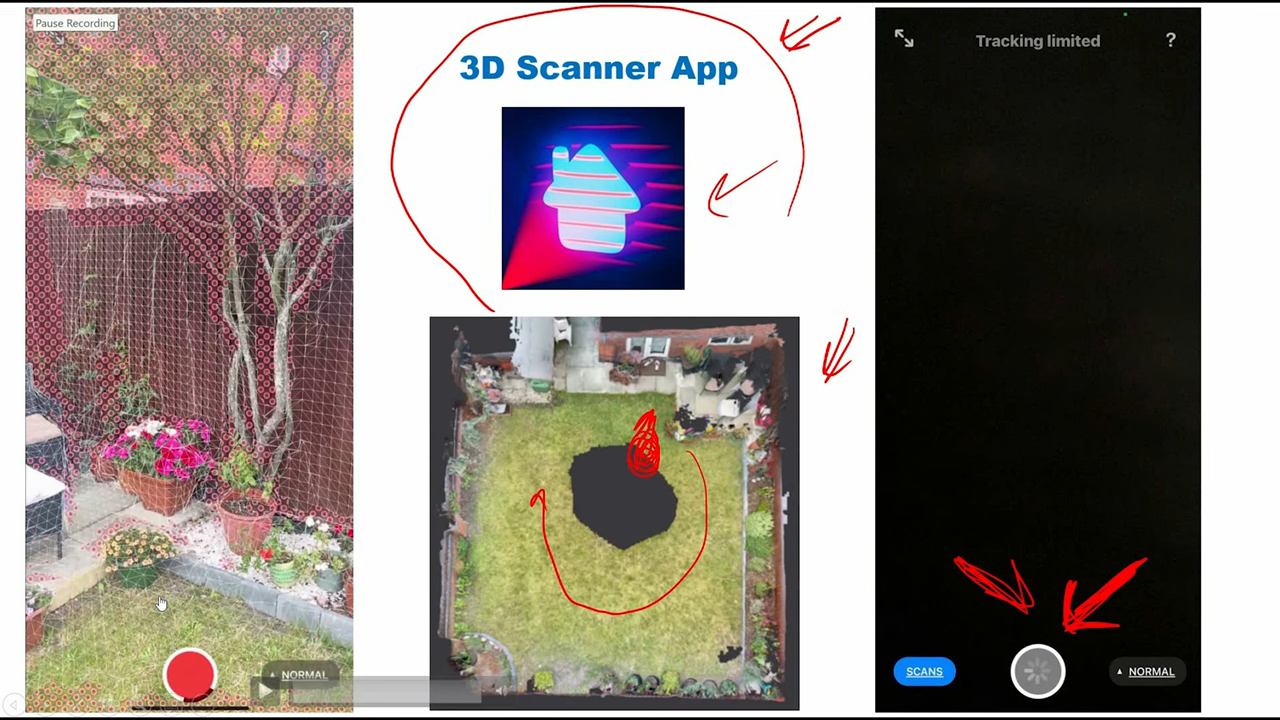 Pause Recording
?
NORMAL
3D Scanner App
Tracking limited
?
SCANS
NORMAL